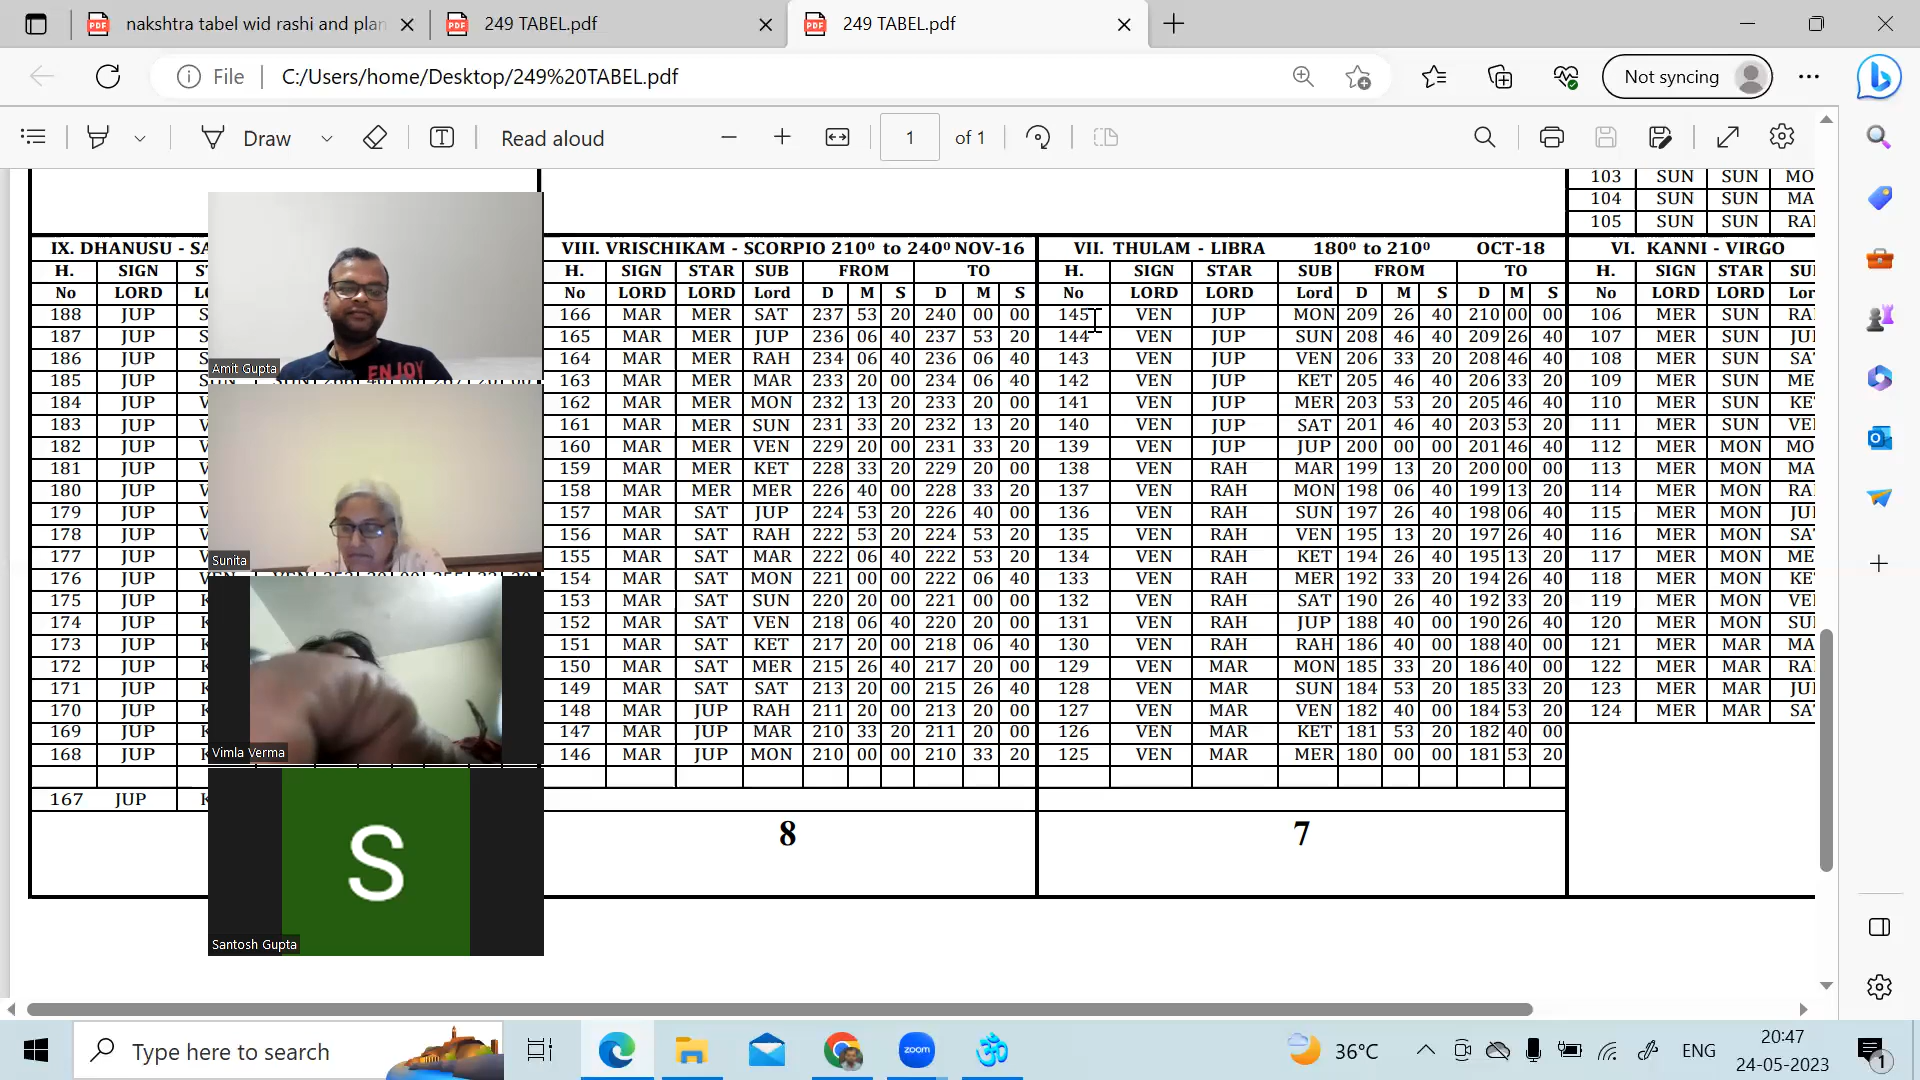 nakshtra tabel wid rashi and plan
249 TABEL.pdf
249 TABEL.pdf
File
C:/Users/home/Desktop/249%20TABEL.pdf
Not syncing
Draw
Read aloud
1 of 1
103 SUN SUN MO
104 SUN SUN MA
105 SUN SUN RA
IX. DHANUSU - SA
H. SIGN ST
No LORD LO
188 JUP S
187 JUP S
186 JUP S
185 JUP S
184 JUP V
183 JUP V
182 JUP V
181 JUP V
180 JUP V
179 JUP V
178 JUP V
177 JUP V
176 JUP V
175 JUP K
174 JUP K
173 JUP K
172 JUP K
171 JUP K
170 JUP K
169 JUP K
168 JUP K
167 JUP K
Amit Gupta
ENJOY
Sunita
Vimla Verma
S
Santosh Gupta
VIII. VRISCHIKAM - SCORPIO 210⁰ to 240⁰ NOV-16
H. SIGN STAR SUB FROM TO
No LORD LORD Lord D M S D M S
166 MAR MER SAT 237 53 20 240 00 00
165 MAR MER JUP 236 06 40 237 53 20
164 MAR MER RAH 234 06 40 236 06 40
163 MAR MER MAR 233 20 00 234 06 40
162 MAR MER MON 232 13 20 233 20 00
161 MAR MER SUN 231 33 20 232 13 20
160 MAR MER VEN 229 20 00 231 33 20
159 MAR MER KET 228 33 20 229 20 00
158 MAR MER MER 226 40 00 228 33 20
157 MAR SAT JUP 224 53 20 226 40 00
156 MAR SAT RAH 222 53 20 224 53 20
155 MAR SAT MAR 222 06 40 222 53 20
154 MAR SAT MON 221 00 00 222 06 40
153 MAR SAT SUN 220 20 00 221 00 00
152 MAR SAT VEN 218 06 40 220 20 00
151 MAR SAT KET 217 20 00 218 06 40
150 MAR SAT MER 215 26 40 217 20 00
149 MAR SAT SAT 213 20 00 215 26 40
148 MAR JUP RAH 211 20 00 213 20 00
147 MAR JUP MAR 210 33 20 211 20 00
146 MAR JUP MON 210 00 00 210 33 20
8
VII. THULAM - LIBRA 180⁰ to 210⁰ OCT-18
H. SIGN STAR SUB FROM TO
No LORD LORD Lord D M S D M S
145 VEN JUP MON 209 26 40 210 00 00
144 VEN JUP SUN 208 46 40 209 26 40
143 VEN JUP VEN 206 33 20 208 46 40
142 VEN JUP KET 205 46 40 206 33 20
141 VEN JUP MER 203 53 20 205 46 40
140 VEN JUP SAT 201 46 40 203 53 20
139 VEN JUP JUP 200 00 00 201 46 40
138 VEN RAH MAR 199 13 20 200 00 00
137 VEN RAH MON 198 06 40 199 13 20
136 VEN RAH SUN 197 26 40 198 06 40
135 VEN RAH VEN 195 13 20 197 26 40
134 VEN RAH KET 194 26 40 195 13 20
133 VEN RAH MER 192 33 20 194 26 40
132 VEN RAH SAT 190 26 40 192 33 20
131 VEN RAH JUP 188 40 00 190 26 40
130 VEN RAH RAH 186 40 00 188 40 00
129 VEN MAR MON 185 33 20 186 40 00
128 VEN MAR SUN 184 53 20 185 33 20
127 VEN MAR VEN 182 40 00 184 53 20
126 VEN MAR KET 181 53 20 182 40 00
125 VEN MAR MER 180 00 00 181 53 20
7
VI. KANNI - VIRGO
H. SIGN STAR SU
No LORD LORD Lor
106 MER SUN RA
107 MER SUN JU
108 MER SUN SA
109 MER SUN ME
110 MER SUN KE
111 MER SUN VE
112 MER MON MO
113 MER MON MA
114 MER MON RA
115 MER MON JU
116 MER MON SA
117 MER MON ME
118 MER MON KE
119 MER MON VE
120 MER MON SU
121 MER MAR MA
122 MER MAR RA
123 MER MAR JU
124 MER MAR SA
Type here to search
zoom
36°C
ENG
20:47
24-05-2023
1